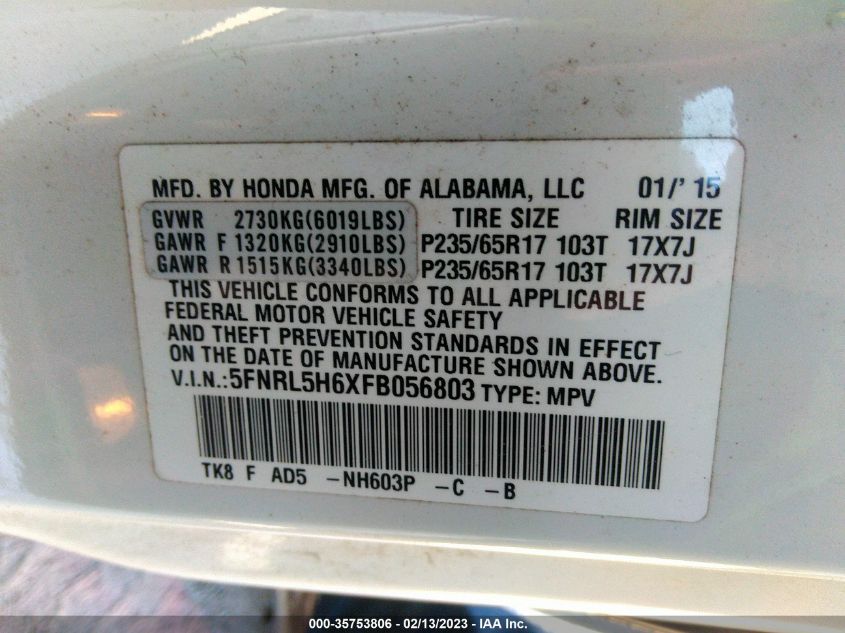 MFD. BY HONDA MFG. OF ALABAMA, LLC 01/'15
GVWR 2730KG(6019LBS) TIRE SIZE RIM SIZE
GAWR F 1320KG(2910LBS) P235/65R17 103T 17X7J
GAWR R 1515KG(3340LBS) P235/65R17 103T 17X7J
THIS VEHICLE CONFORMS TO ALL APPLICABLE
FEDERAL MOTOR VEHICLE SAFETY
AND THEFT PREVENTION STANDARDS IN EFFECT
ON THE DATE OF MANUFACTURE SHOWN ABOVE.
V.I.N.:5FNRL5H6XFB056803 TYPE: MPV
TK8 F AD5 -NH603P -C -B
000-35753806 - 02/13/2023 - IAA Inc.